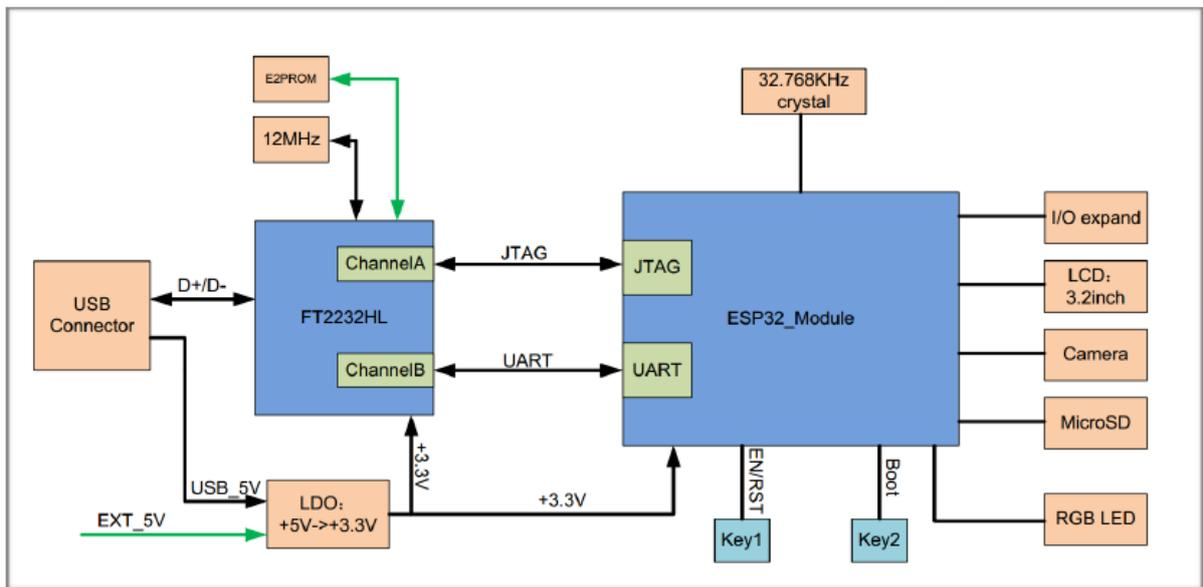 E2PROM
12MHz
32.768KHz
crystal
USB
Connector
D+/D-
FT2232HL
ChannelA
ChannelB
JTAG
UART
JTAG
UART
ESP32_Module
I/O expand
LCD：
3.2inch
Camera
MicroSD
RGB LED
USB_5V
EXT_5V
LDO：
+5V->+3.3V
+3.3V
+3.3V
EN/RST
Boot
Key1
Key2